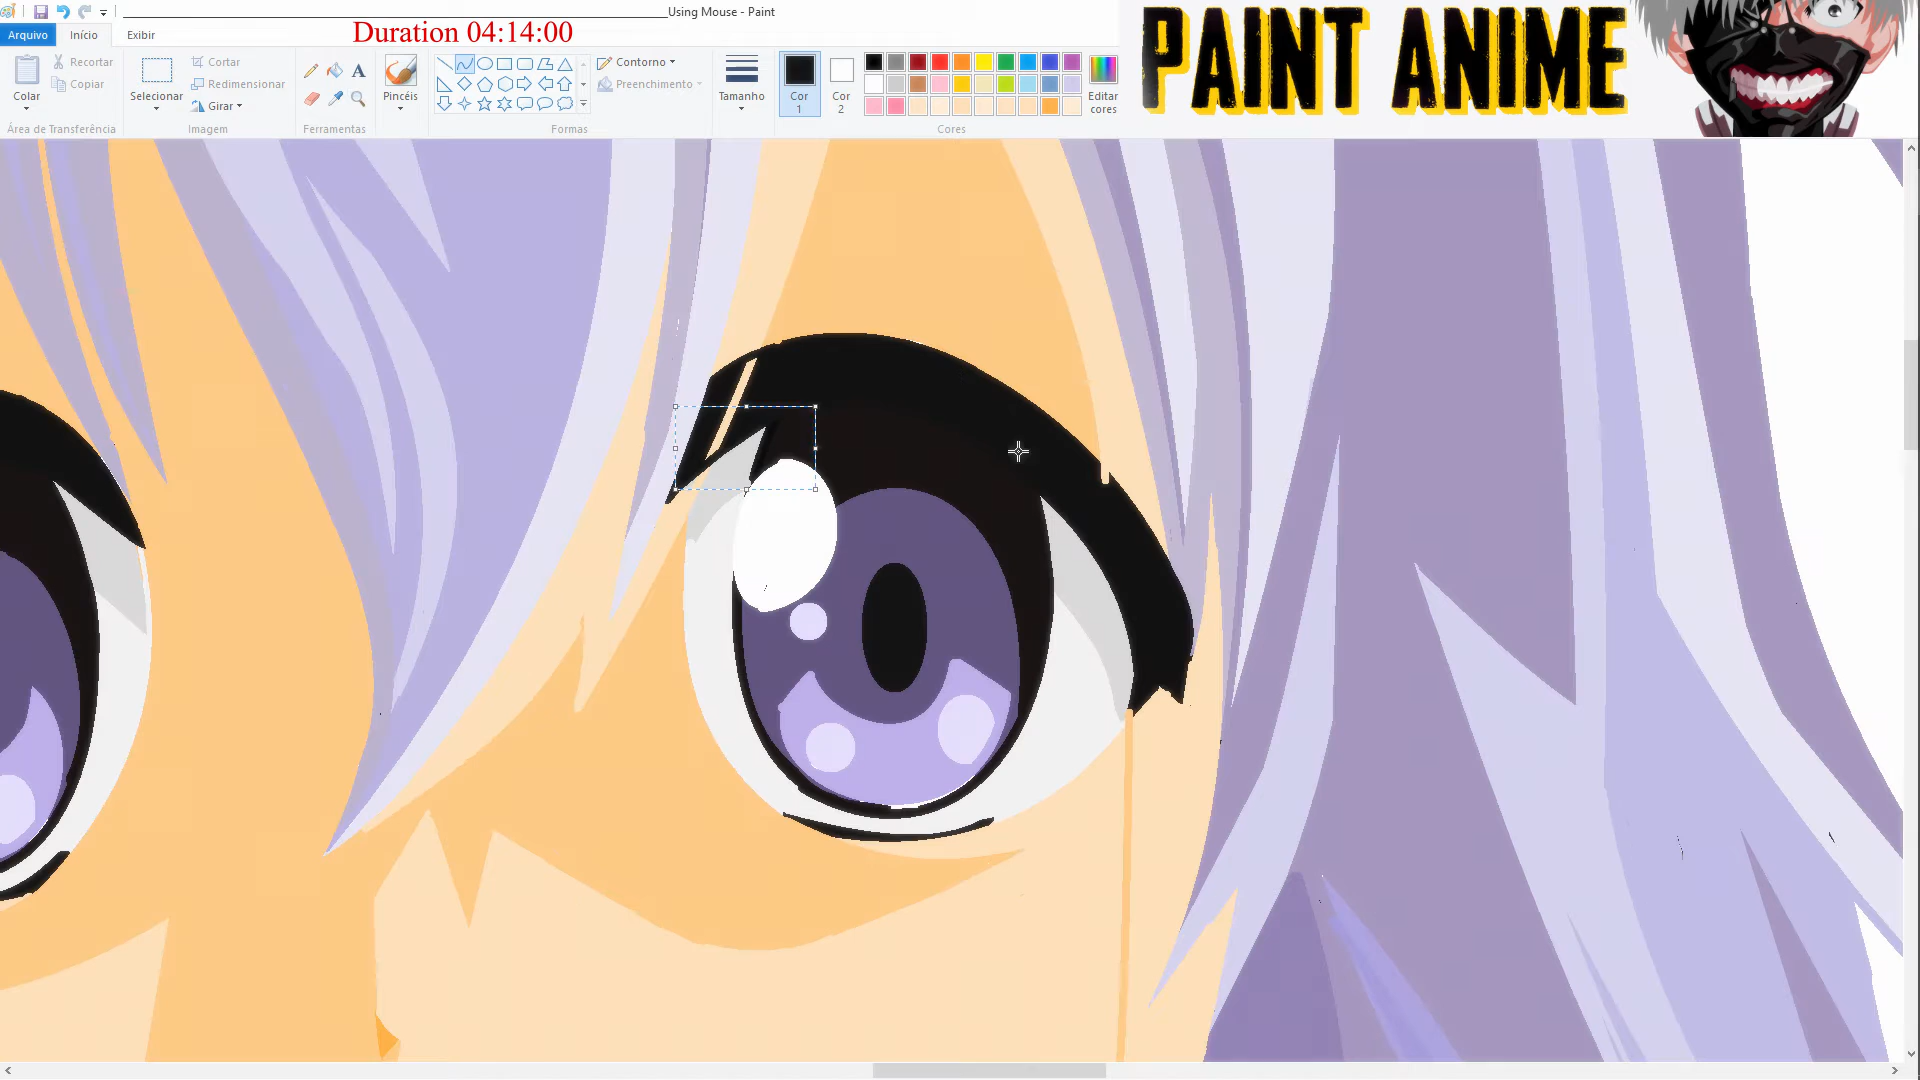 Using Mouse - Paint
Duration 04:14:00
PAINT ANIME
Arquivo Início Exibir
Colar
Recortar
Copiar
Área de Transferência
Selecionar
Cortar
Redimensionar
Girar
Imagem
A
Ferramentas
Pincéis
Formas
Contorno
Preenchimento
Tamanho
Cor
1
Cor
2
Editar
cores
Cores